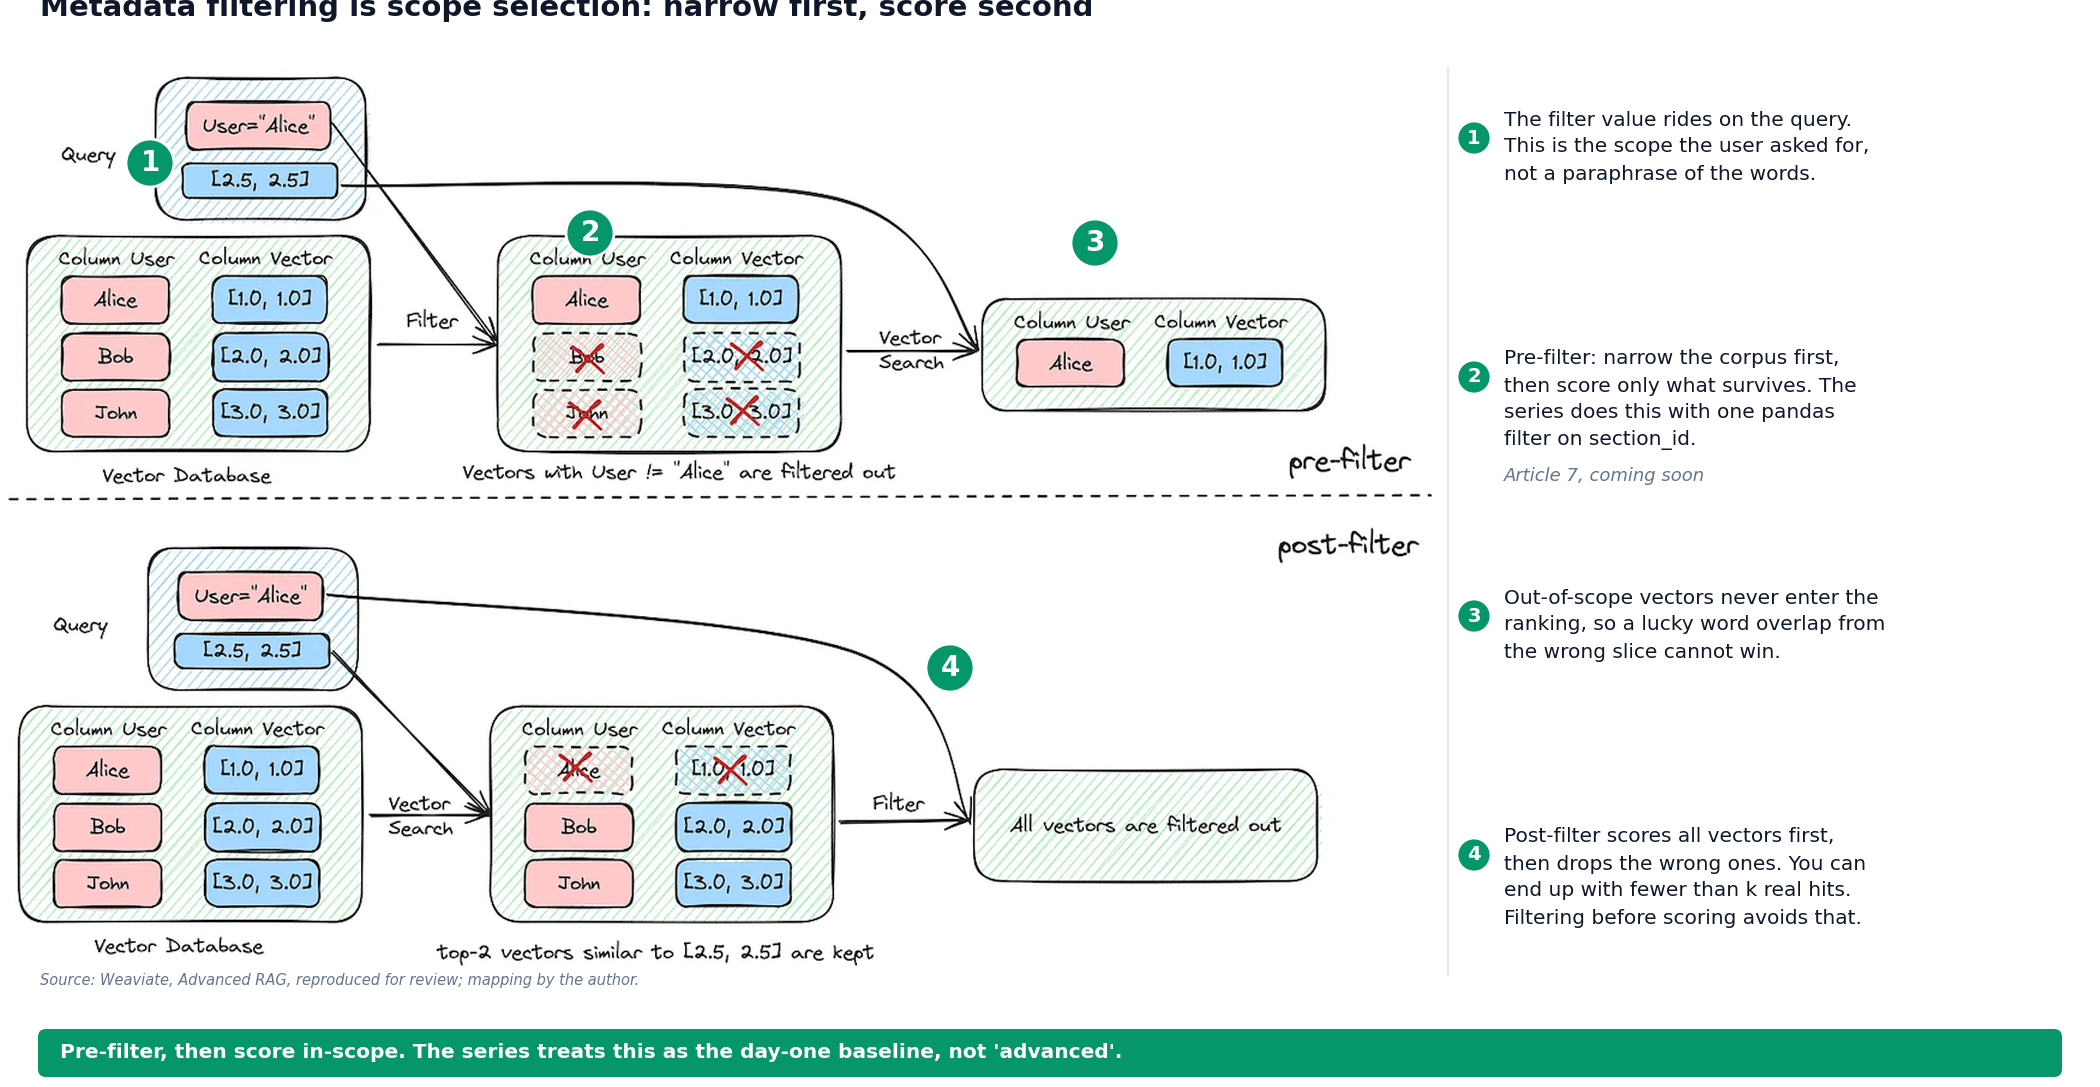 Metadata filtering is scope selection: narrow first, score second
User="Alice"
Query
1
[2.5, 2.5]
Column User Column Vector
Alice [1.0, 1.0]
Bob [2.0, 2.0]
John [3.0, 3.0]
Vector Database
Filter
2
Column User Column Vector
Alice [1.0, 1.0]
Bob [2.0, 2.0]
John [3.0, 3.0]
Vectors with User != "Alice" are filtered out
Vector
Search
3
Column User Column Vector
Alice [1.0, 1.0]
pre-filter
post-filter
User="Alice"
Query
[2.5, 2.5]
Column User Column Vector
Alice [1.0, 1.0]
Bob [2.0, 2.0]
John [3.0, 3.0]
Vector Database
Vector
Search
Column User Column Vector
Alice [1.0, 1.0]
Bob [2.0, 2.0]
John [3.0, 3.0]
top-2 vectors similar to [2.5, 2.5] are kept
4
Filter
All vectors are filtered out
Source: Weaviate, Advanced RAG, reproduced for review; mapping by the author.
1
The filter value rides on the query.
This is the scope the user asked for,
not a paraphrase of the words.
2
Pre-filter: narrow the corpus first,
then score only what survives. The
series does this with one pandas
filter on section_id.
Article 7, coming soon
3
Out-of-scope vectors never enter the
ranking, so a lucky word overlap from
the wrong slice cannot win.
4
Post-filter scores all vectors first,
then drops the wrong ones. You can
end up with fewer than k real hits.
Filtering before scoring avoids that.
Pre-filter, then score in-scope. The series treats this as the day-one baseline, not 'advanced'.